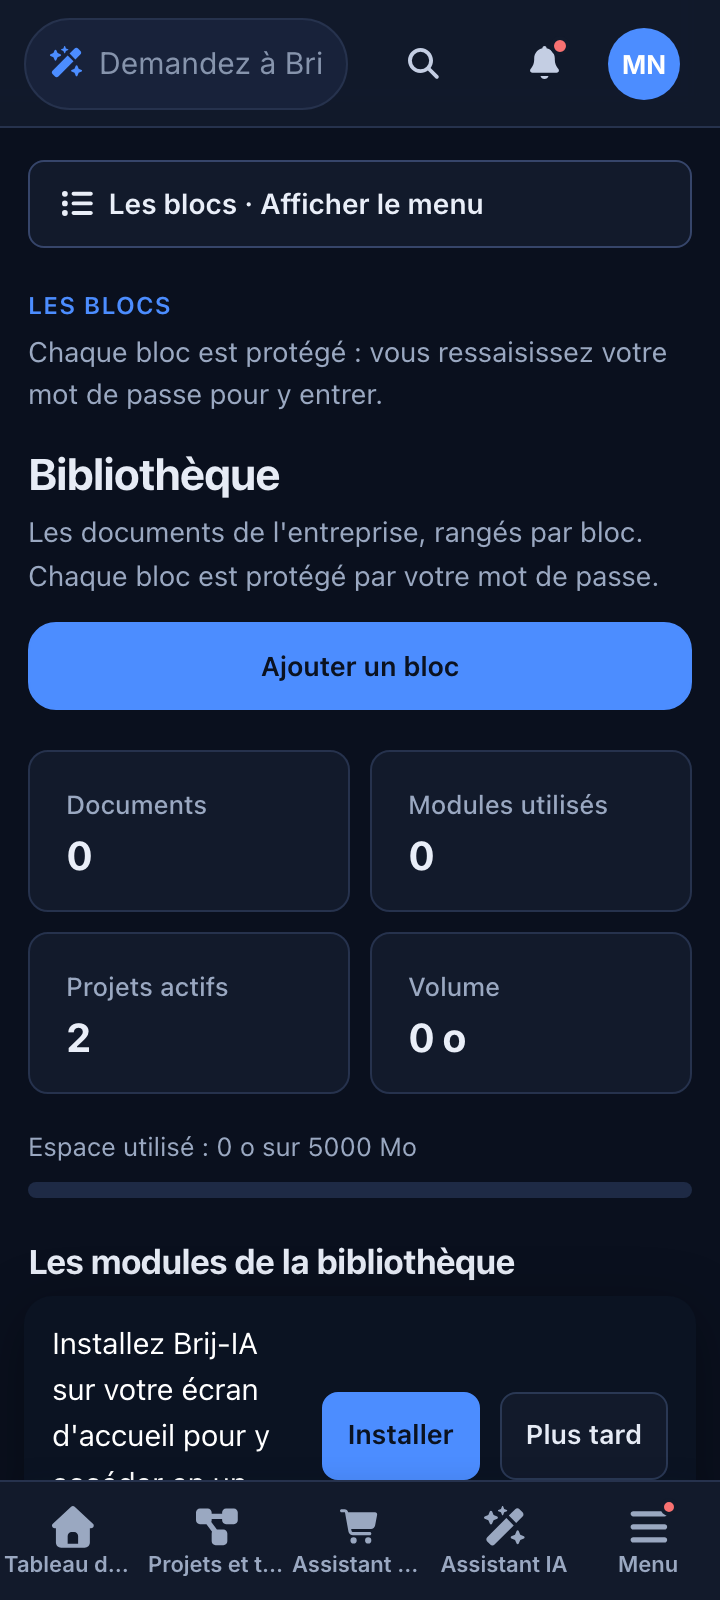 Demandez à Bri
MN
Les blocs · Afficher le menu
LES BLOCS
Chaque bloc est protégé : vous ressaisissez votre
mot de passe pour y entrer.
Bibliothèque
Les documents de l'entreprise, rangés par bloc.
Chaque bloc est protégé par votre mot de passe.
Ajouter un bloc
Documents
0
Modules utilisés
0
Projets actifs
2
Volume
0 o
Espace utilisé : 0 o sur 5000 Mo
Les modules de la bibliothèque
Installez Brij-IA
sur votre écran
d'accueil pour y
accéder en un
Installer
Plus tard
Tableau d...
Projets et t...
Assistant ...
Assistant IA
Menu